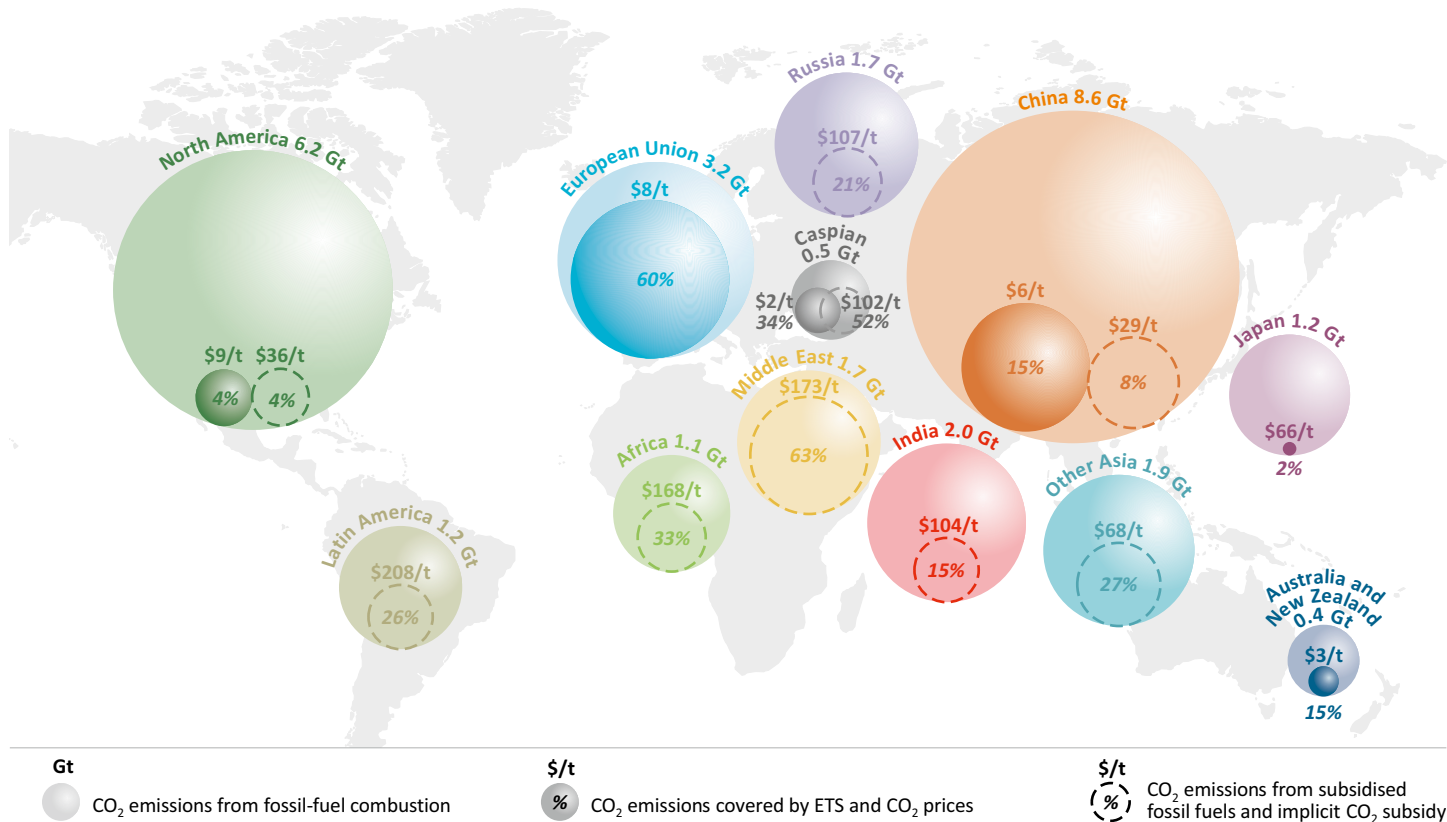 North America 6.2 Gt
$9/t
$36/t
4%
4%
Latin America 1.2 Gt
$208/t
26%
European Union 3.2 Gt
$8/t
60%
Russia 1.7 Gt
$107/t
21%
Caspian
0.5 Gt
$2/t
34%
$102/t
52%
Middle East 1.7 Gt
$173/t
63%
Africa 1.1 Gt
$168/t
33%
China 8.6 Gt
$6/t
15%
$29/t
8%
India 2.0 Gt
$104/t
15%
Other Asia 1.9 Gt
$68/t
27%
Japan 1.2 Gt
$66/t
2%
Australia and
New Zealand
0.4 Gt
$3/t
15%
Gt
CO₂ emissions from fossil-fuel combustion
$/t
%
CO₂ emissions covered by ETS and CO₂ prices
$/t
%
CO₂ emissions from subsidised
fossil fuels and implicit CO₂ subsidy